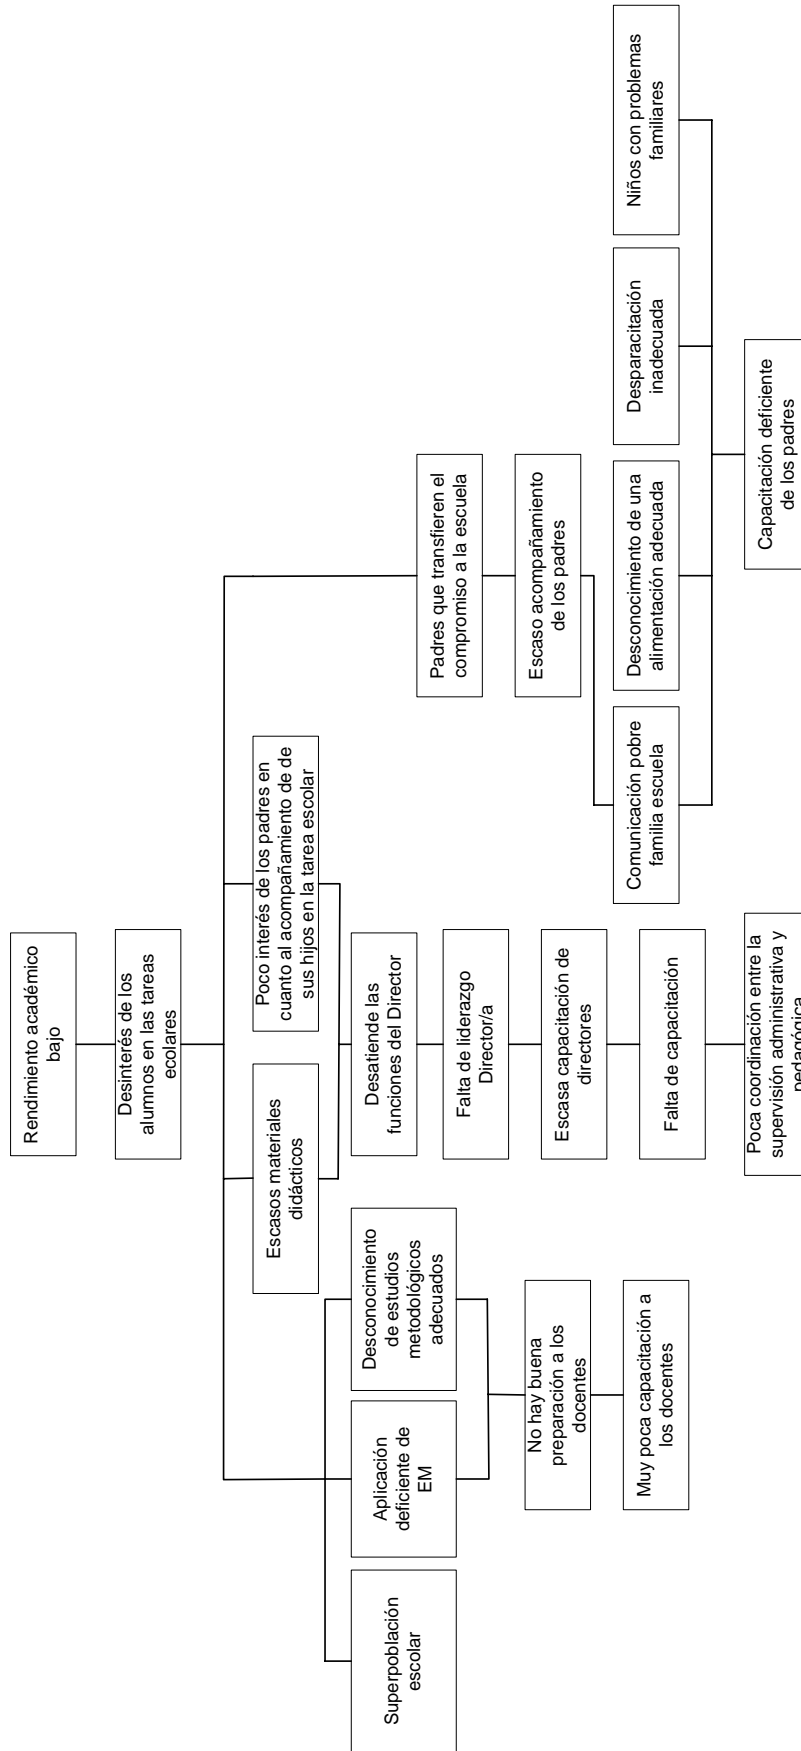 Rendimiento académico
bajo
Desinterés de los
alumnos en las tareas
ecolares
Escasos materiales
didácticos
Poco interés de los padres en
cuanto al acompañamiento de de
sus hijos en la tarea escolar
Superpoblación
escolar
Aplicación
deficiente de
EM
Desconocimiento
de estudios
metodológicos
adecuados
Desatiende las
funciones del Director
Padres que transfieren el
compromiso a la escuela
Falta de liderazgo
Director/a
No hay buena
preparación a los
docentes
Escasa capacitación de
directores
Escaso acompañamiento
de los padres
Muy poca capacitación a
los docentes
Falta de capacitación
Comunicación pobre
familia escuela
Desconocimiento de una
alimentación adecuada
Desparacitación
inadecuada
Niños con problemas
familiares
Poca coordinación entre la
supervisión administrativa y
pedagógica
Capacitación deficiente
de los padres